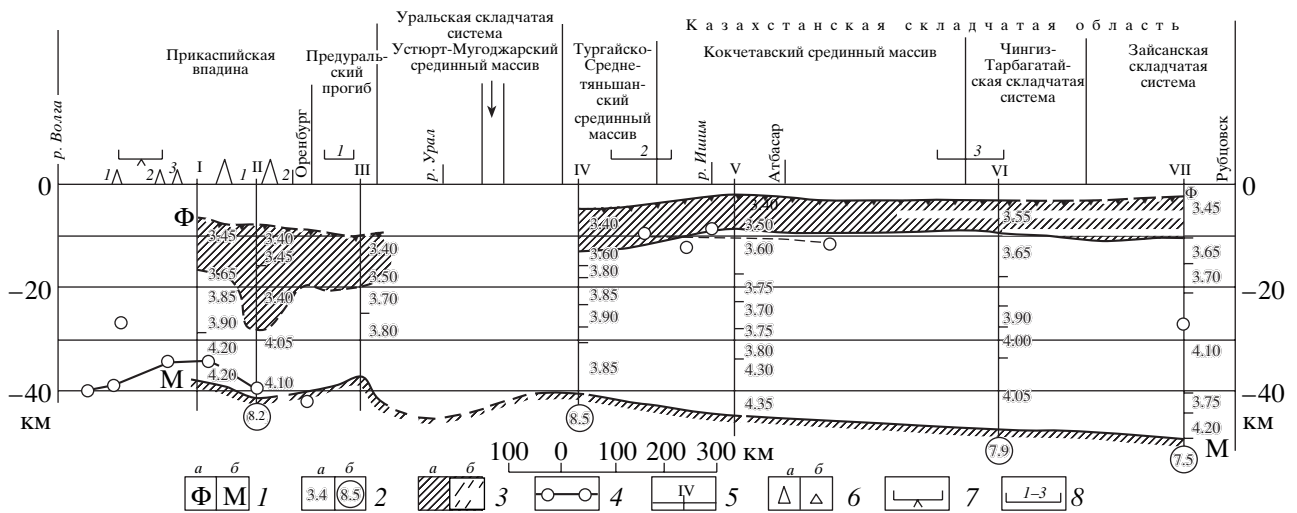 Уральская складчатая
система
Устюрт-Мугоджарский
срединный массив
Казахстанская складчатая область
Прикаспийская
впадина
Предураль-
ский
прогиб
Тургайско-
Средне-
тяньшан-
ский
срединный
массив
Кокчетавский срединный массив
Чингиз-
Тарбагатай-
ская складчатая
система
Зайсанская
складчатая
система
р. Волга
Оренбург
р. Урал
р. Ишим
Атбасар
Рубцовск
1 2 3 I 1 II 2 1 III IV 2 V 3 VI VII
0 0
Ф Ф
3.45 3.40 3.40 3.40 3.40 3.55 3.45
3.45 3.50
3.65 3.50 3.60 3.60 3.65 3.65
3.80 3.70
–20 3.85 3.40 3.70 3.85 3.75 –20
3.70
3.90 3.80 3.90 3.75 3.90
4.20 4.05 3.80 4.00 4.10
4.20 4.10 3.85 4.30
М
–40 4.35 4.05 3.75 –40
км 8.2 8.5 4.20 км
7.9 7.5 М
100 0 100 200 300 км
а б а б а б а б
Ф М 1 3.4 8.5 2 3 4 IV 5 6 7 1–3 8